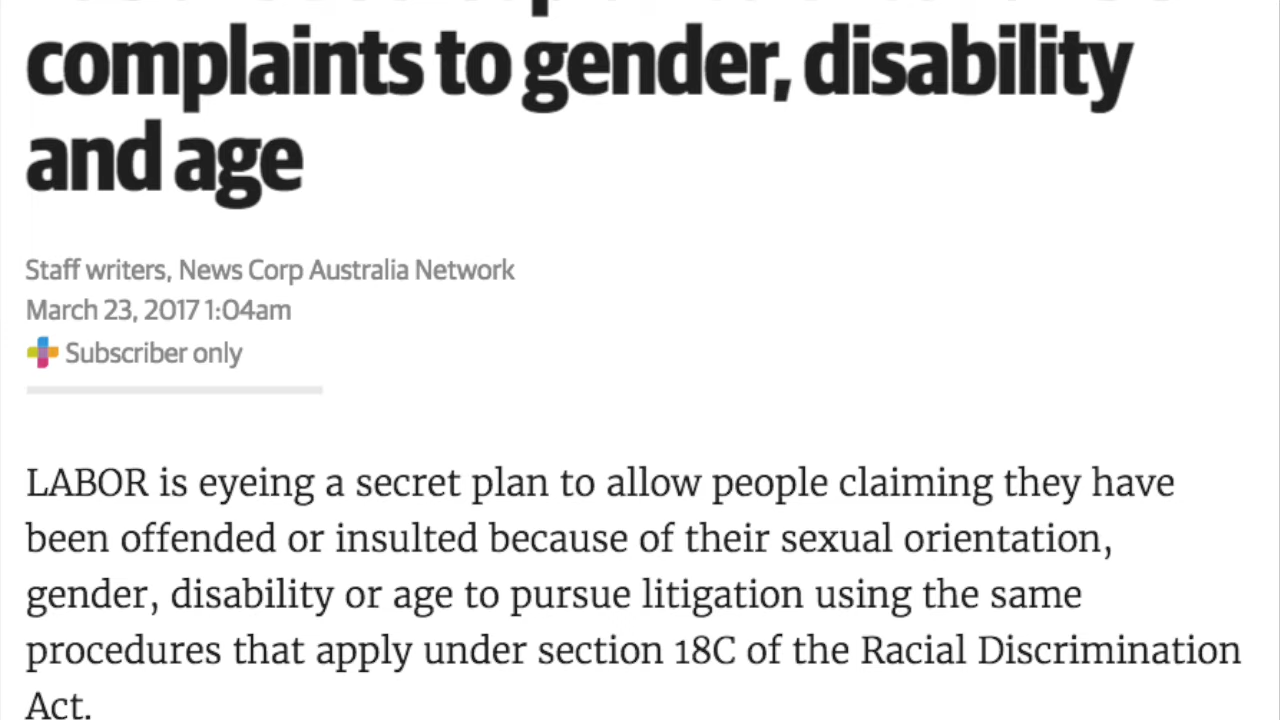 complaints to gender, disability
and age
Staff writers, News Corp Australia Network
March 23, 2017 1:04am
Subscriber only
LABOR is eyeing a secret plan to allow people claiming they have
been offended or insulted because of their sexual orientation,
gender, disability or age to pursue litigation using the same
procedures that apply under section 18C of the Racial Discrimination
Act.